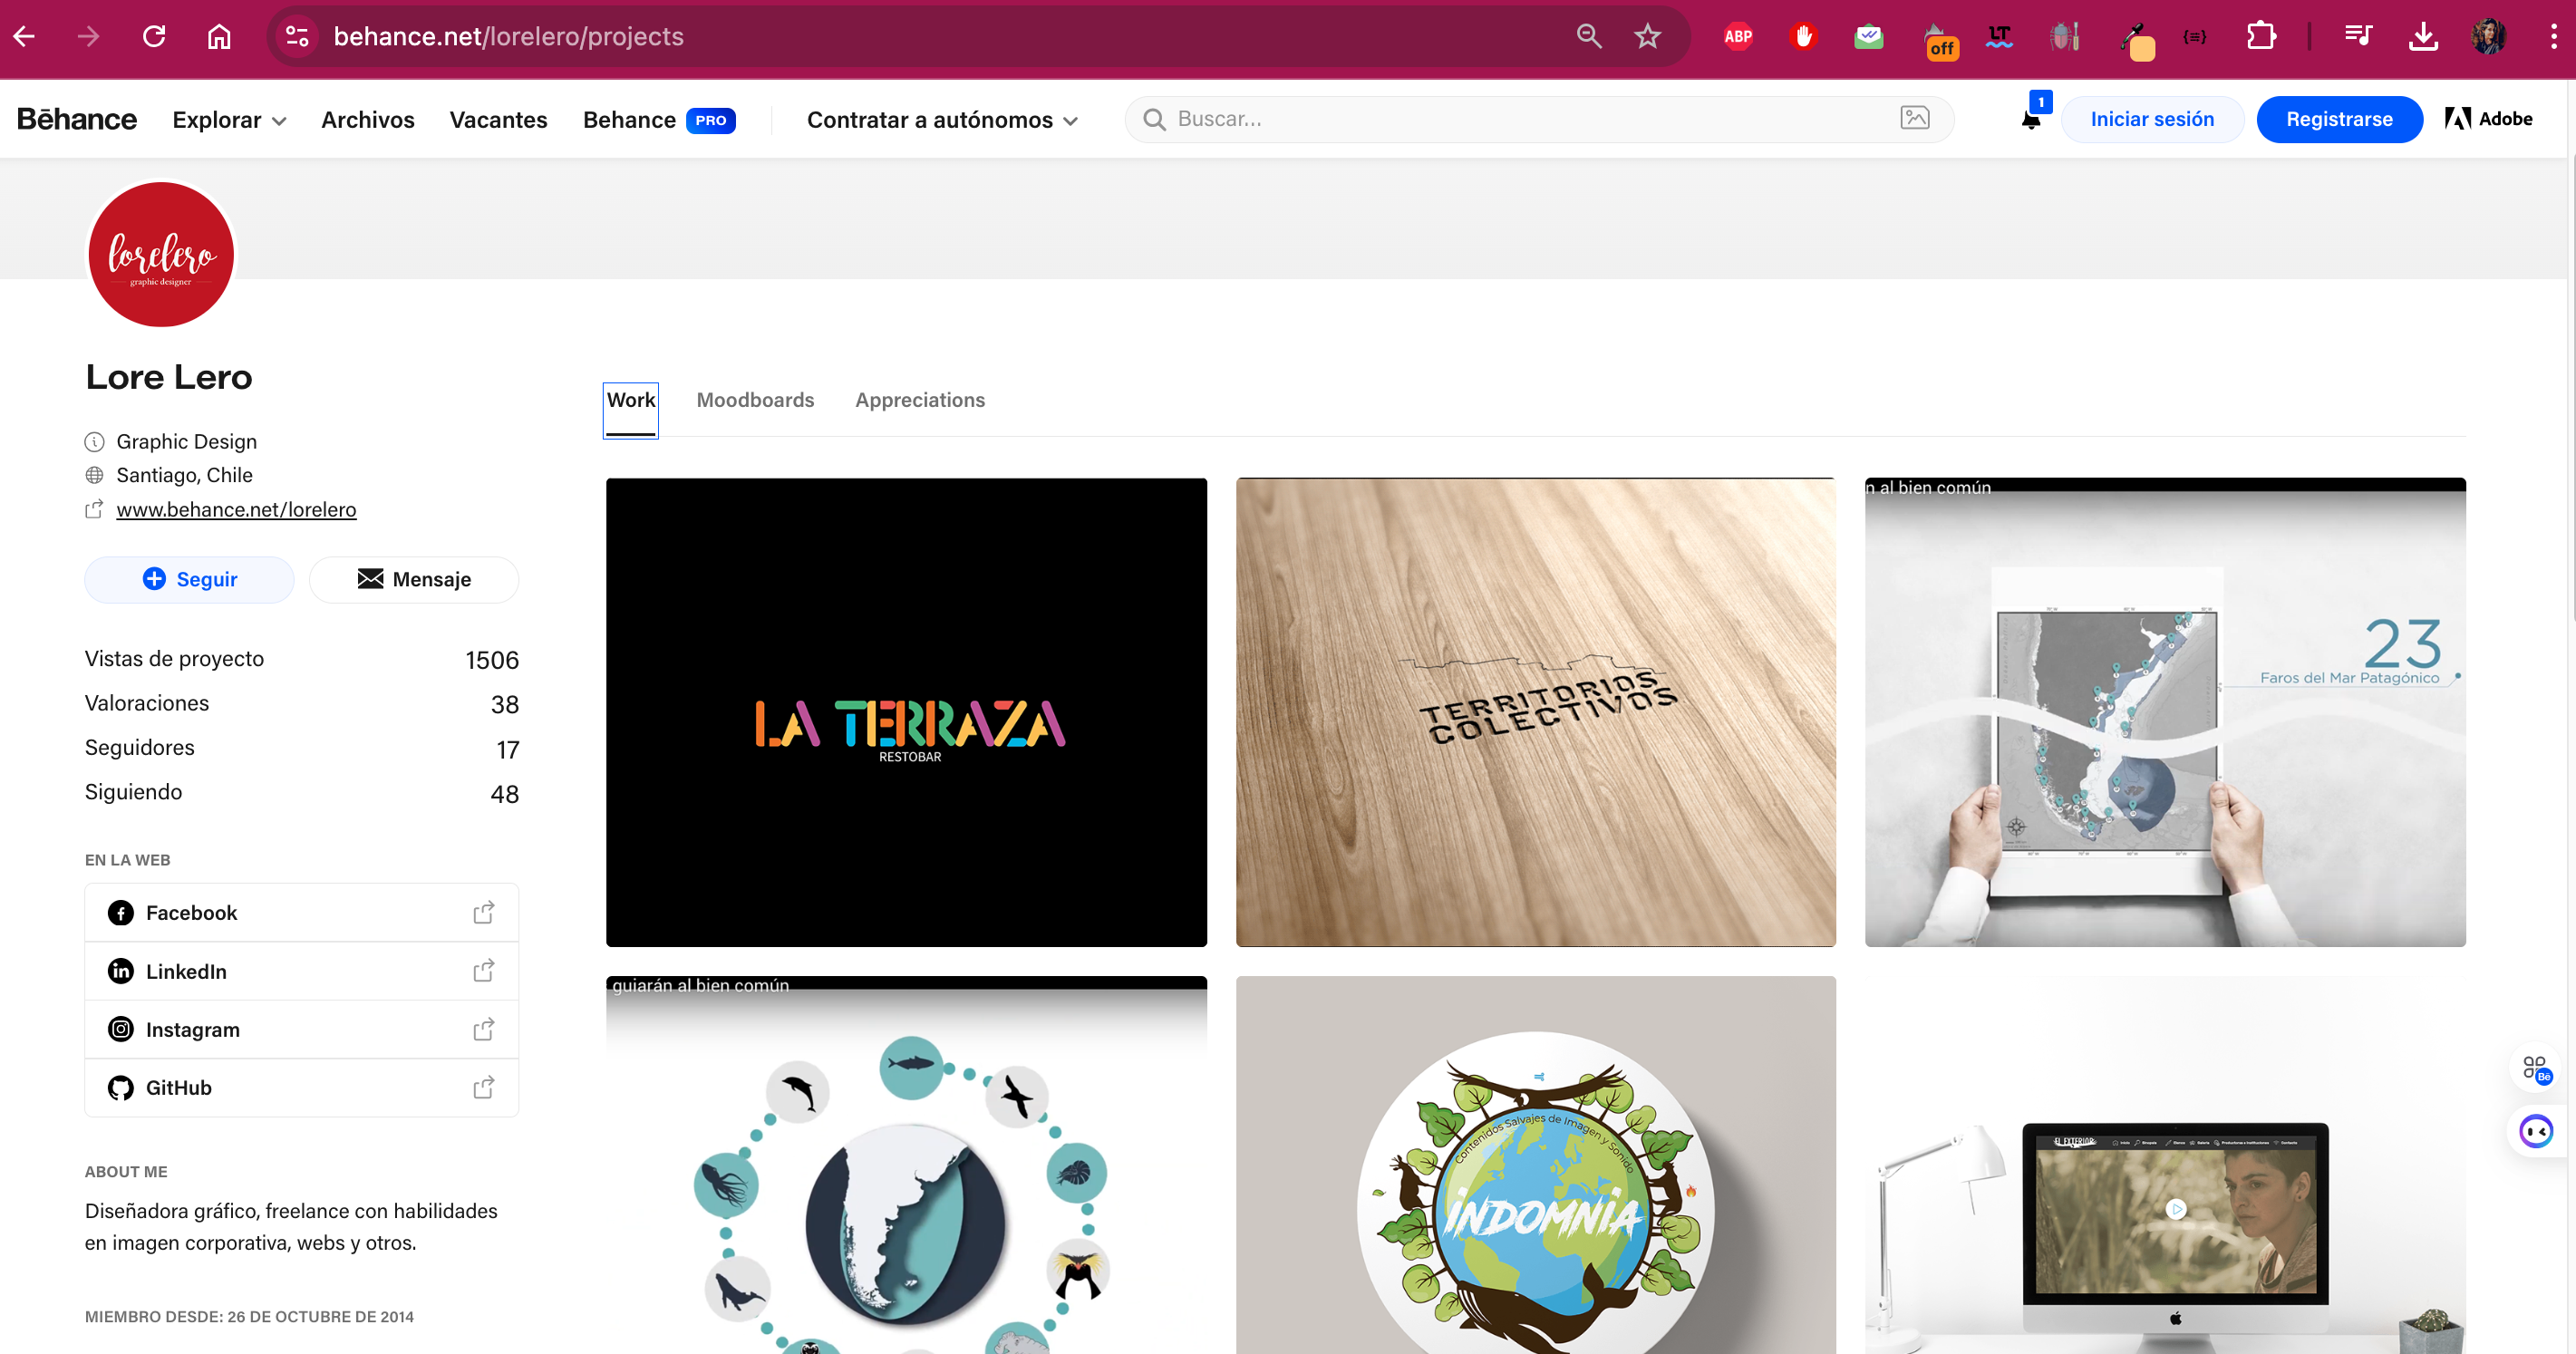 behance.net/lorelero/projects
ABP
off
LT
Bēhance
Explorar
Archivos
Vacantes
Behance PRO
Contratar a autónomos
Buscar...
1
Iniciar sesión
Registrarse
Adobe
lorelero
graphic designer
Lore Lero
Graphic Design
Santiago, Chile
www.behance.net/lorelero
Seguir
Mensaje
Vistas de proyecto 1506
Valoraciones 38
Seguidores 17
Siguiendo 48
EN LA WEB
Facebook
LinkedIn
Instagram
GitHub
ABOUT ME
Diseñadora gráfico, freelance con habilidades
en imagen corporativa, webs y otros.
MIEMBRO DESDE: 26 DE OCTUBRE DE 2014
Work
Moodboards
Appreciations
LA TERRAZA
RESTOBAR
TERRITORIOS
COLECTIVOS
n al bien común
23
Faros del Mar Patagónico
guiarán al bien común
Contenidos Salvajes de Imagen y Sonido
INDOMNIA
EL EXTERIOR
Bē